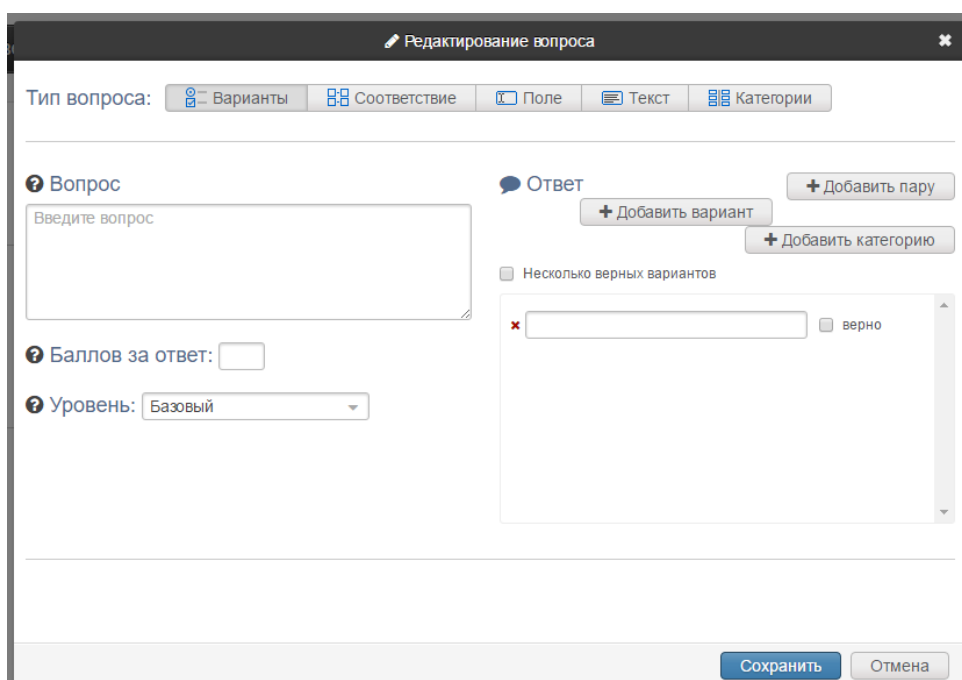 Редактирование вопроса
Тип вопроса: Варианты Соответствие Поле Текст Категории
Вопрос
Введите вопрос
Баллов за ответ:
Уровень: Базовый
Ответ
+ Добавить пару
+ Добавить вариант
+ Добавить категорию
Несколько верных вариантов
верно
Сохранить Отмена